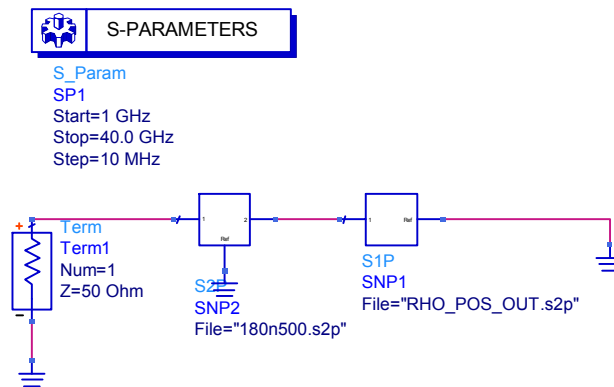 S-PARAMETERS
S_Param
SP1
Start=1 GHz
Stop=40.0 GHz
Step=10 MHz
+
Term
Term1
Num=1
Z=50 Ohm
-
1
2
Ref
S2P
SNP2
File="180n500.s2p"
1
Ref
S1P
SNP1
File="RHO_POS_OUT.s2p"